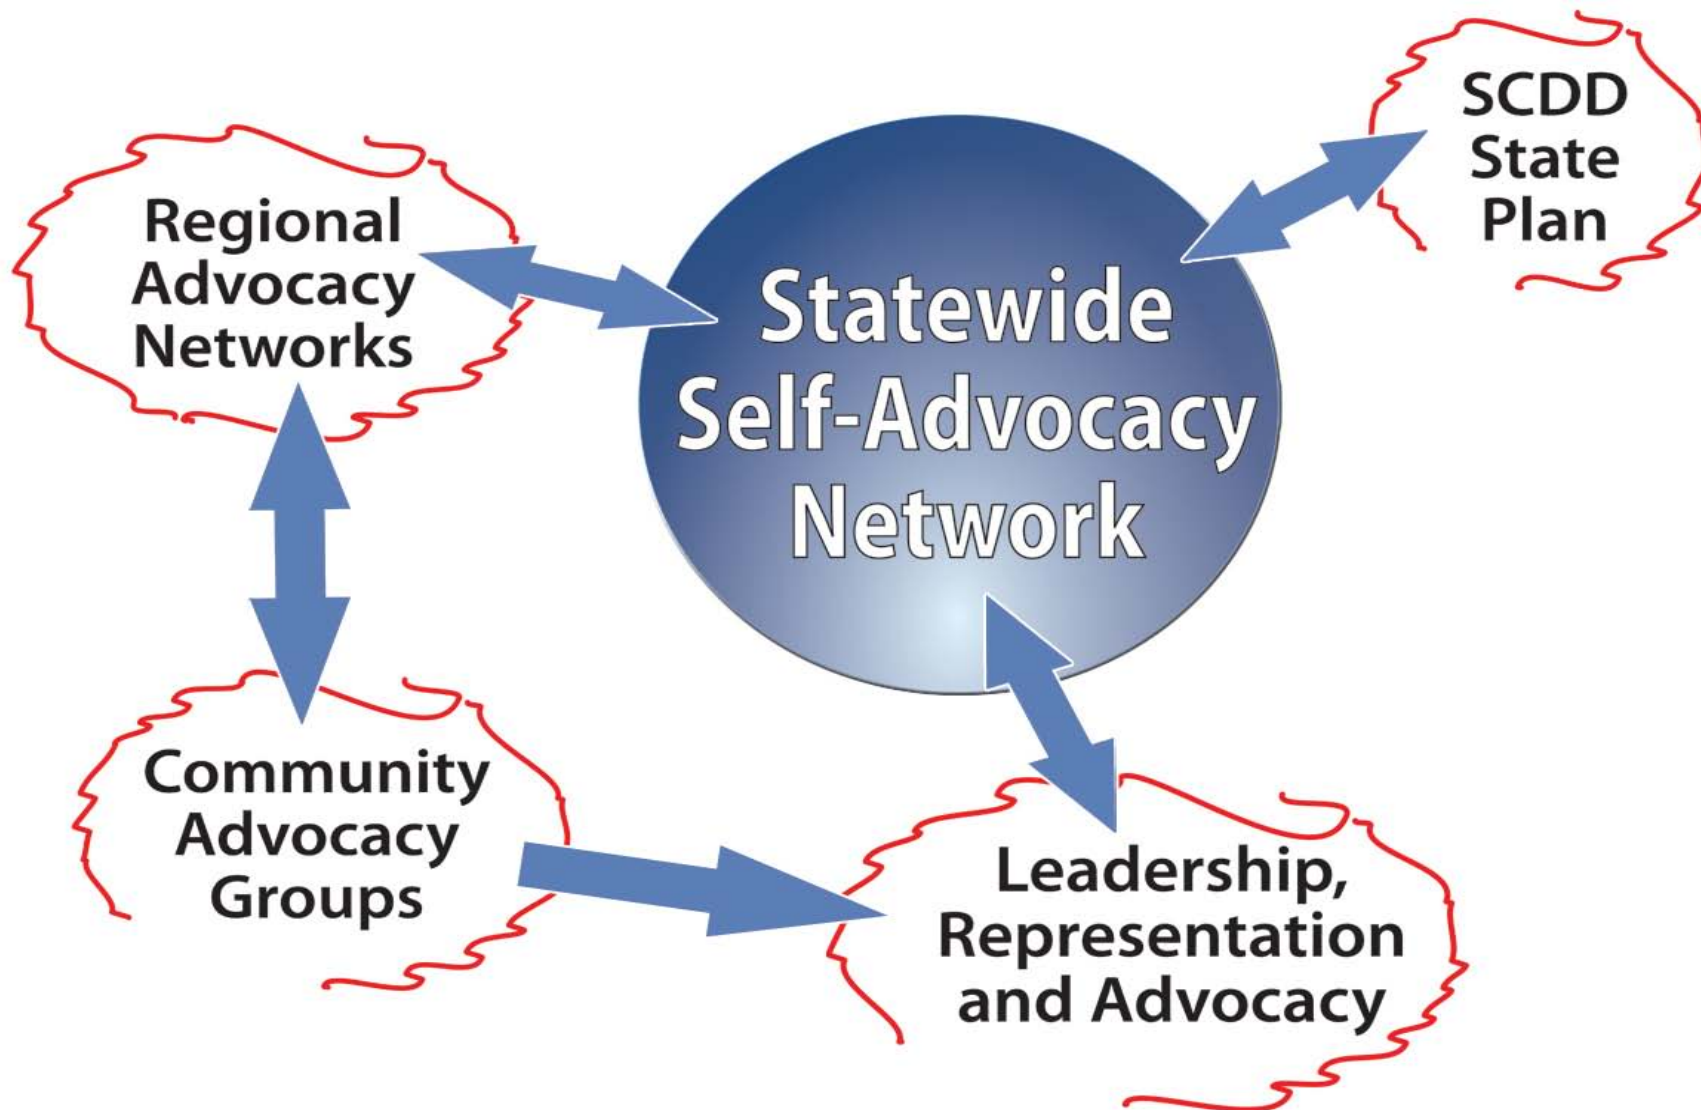 SCDD
State
Plan
Regional
Advocacy
Networks
Statewide
Self-Advocacy
Network
Community
Advocacy
Groups
Leadership,
Representation
and Advocacy